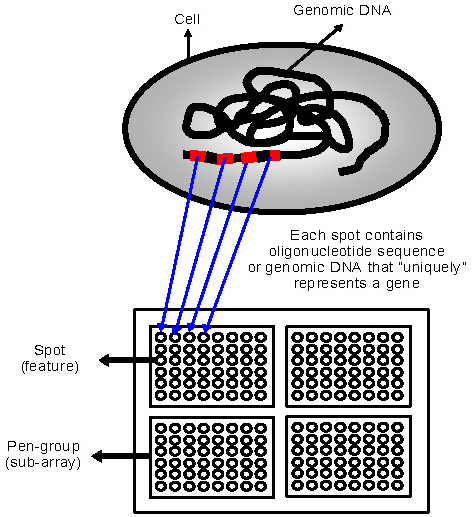 Cell
Genomic DNA
Each spot contains
oligonucleotide sequence
or genomic DNA that "uniquely"
represents a gene
Spot
(feature)
Pen-group
(sub-array)